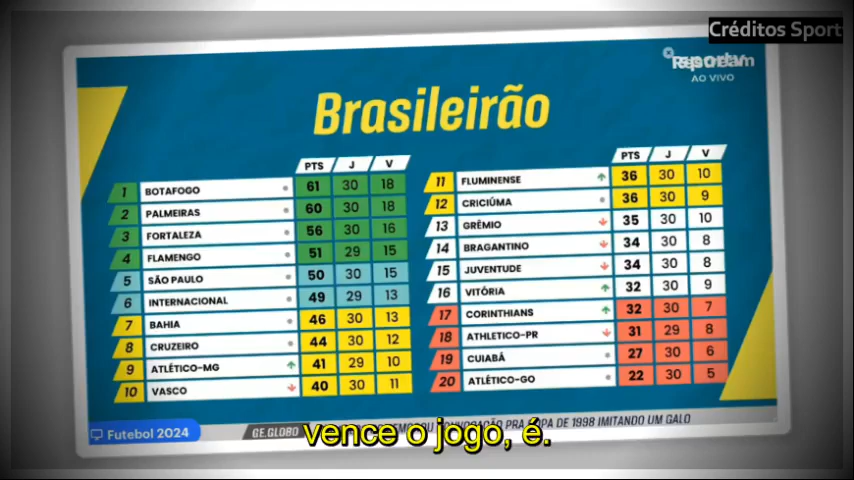 Créditos Sport
AO VIVO
Brasileirão
PTS J V
1 BOTAFOGO 61 30 18
2 PALMEIRAS 60 30 18
3 FORTALEZA 56 30 16
4 FLAMENGO 51 29 15
5 SÃO PAULO 50 30 15
6 INTERNACIONAL 49 29 13
7 BAHIA 46 30 13
8 CRUZEIRO 44 30 12
9 ATLÉTICO-MG 41 29 10
10 VASCO 40 30 11
PTS J V
11 FLUMINENSE 36 30 10
12 CRICIÚMA 36 30 9
13 GRÊMIO 35 30 10
14 BRAGANTINO 34 30 8
15 JUVENTUDE 34 30 8
16 VITÓRIA 32 30 9
17 CORINTHIANS 32 30 7
18 ATHLETICO-PR 31 29 8
19 CUIABÁ 27 30 6
20 ATLÉTICO-GO 22 30 5
Futebol 2024
GE.GLOBO PRA COPA DE 1998 IMITANDO UM GALO
vence o jogo, é.